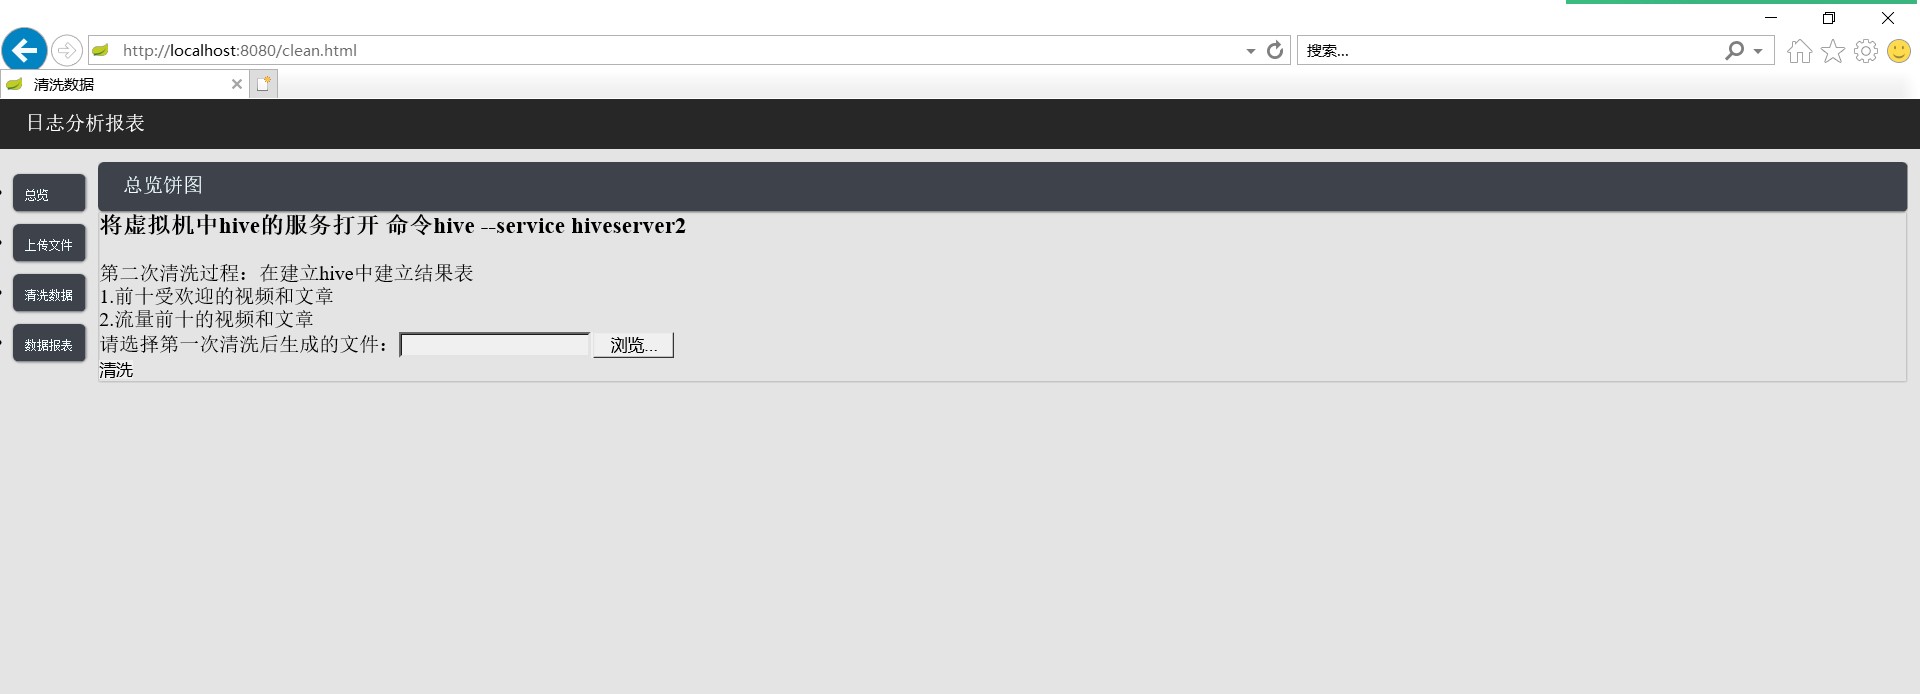 http://localhost:8080/clean.html
搜索...
清洗数据
日志分析报表
总览
上传文件
清洗数据
数据报表
总览饼图
将虚拟机中hive的服务打开 命令hive --service hiveserver2
第二次清洗过程：在建立hive中建立结果表
1.前十受欢迎的视频和文章
2.流量前十的视频和文章
请选择第一次清洗后生成的文件： 浏览...
清洗